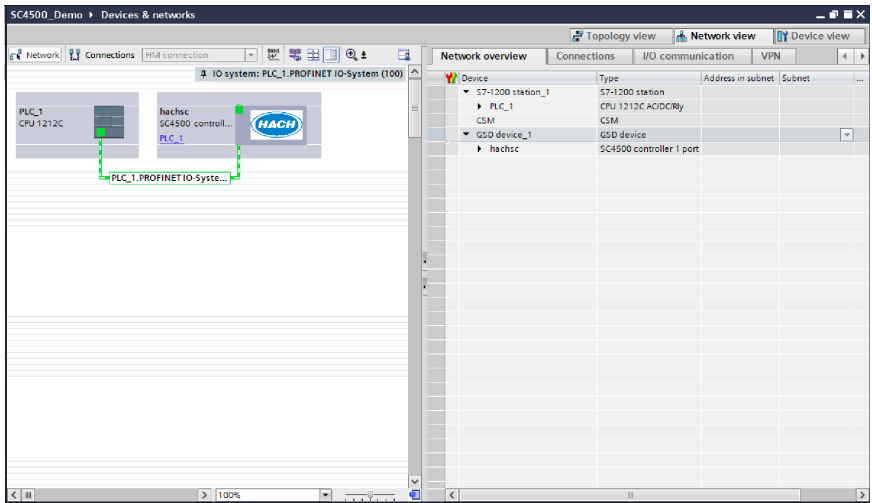 SC4500_Demo ▸ Devices & networks
Topology view Network view Device view
Network Connections HMI connection
Network overview Connections I/O communication VPN
IO system: PLC_1.PROFINET IO-System (100)
Device Type Address in subnet Subnet ...
S7-1200 station_1 S7-1200 station
PLC_1 CPU 1212C AC/DC/Rly
CSM CSM
GSD device_1 GSD device
hachsc SC4500 controller 1 port
PLC_1
CPU 1212C
hachsc
SC4500 controll...
PLC_1
HACH
PLC_1.PROFINET IO-Syste...
100%